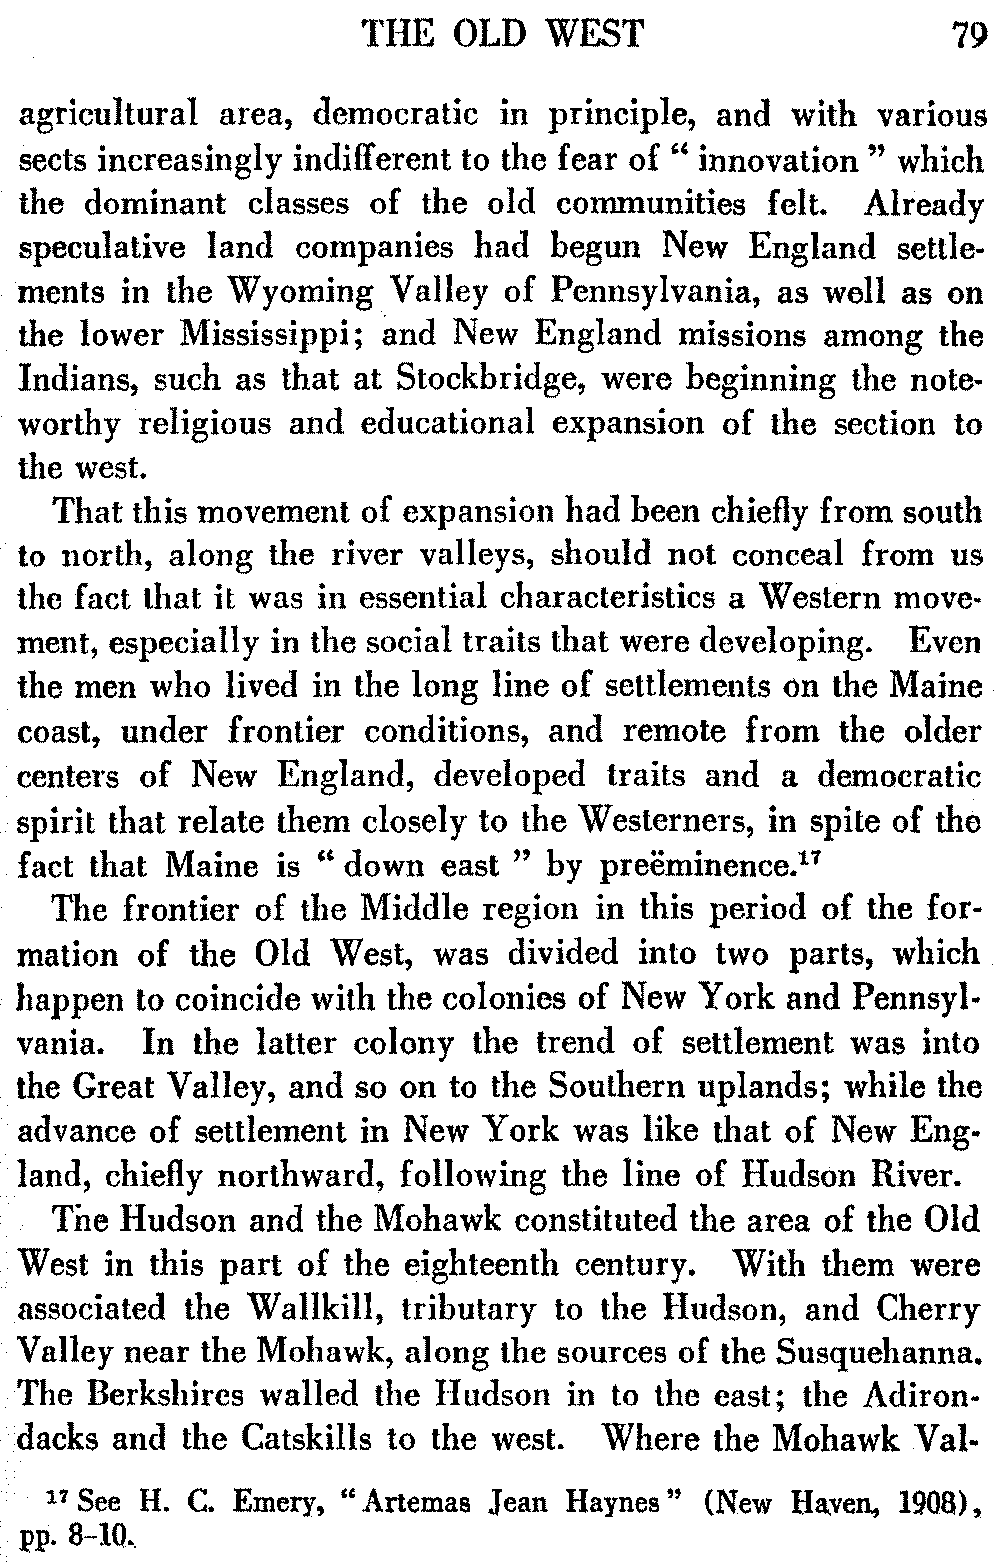 THE OLD WEST 79
agricultural area, democratic in principle, and with various
sects increasingly indifferent to the fear of “ innovation ” which
the dominant classes of the old communities felt. Already
speculative land companies had begun New England settle-
ments in the Wyoming Valley of Pennsylvania, as well as on
the lower Mississippi; and New England missions among the
Indians, such as that at Stockbridge, were beginning the note-
worthy religious and educational expansion of the section to
the west.
That this movement of expansion had been chiefly from south
to north, along the river valleys, should not conceal from us
the fact that it was in essential characteristics a Western move-
ment, especially in the social traits that were developing. Even
the men who lived in the long line of settlements on the Maine
coast, under frontier conditions, and remote from the older
centers of New England, developed traits and a democratic
spirit that relate them closely to the Westerners, in spite of the
fact that Maine is “ down east ” by preëminence.¹⁷
The frontier of the Middle region in this period of the for-
mation of the Old West, was divided into two parts, which
happen to coincide with the colonies of New York and Pennsyl-
vania. In the latter colony the trend of settlement was into
the Great Valley, and so on to the Southern uplands; while the
advance of settlement in New York was like that of New Eng-
land, chiefly northward, following the line of Hudson River.
The Hudson and the Mohawk constituted the area of the Old
West in this part of the eighteenth century. With them were
associated the Wallkill, tributary to the Hudson, and Cherry
Valley near the Mohawk, along the sources of the Susquehanna.
The Berkshires walled the Hudson in to the east; the Adiron-
dacks and the Catskills to the west. Where the Mohawk Val-
¹⁷ See H. C. Emery, “Artemas Jean Haynes” (New Haven, 1908),
pp. 8–10.